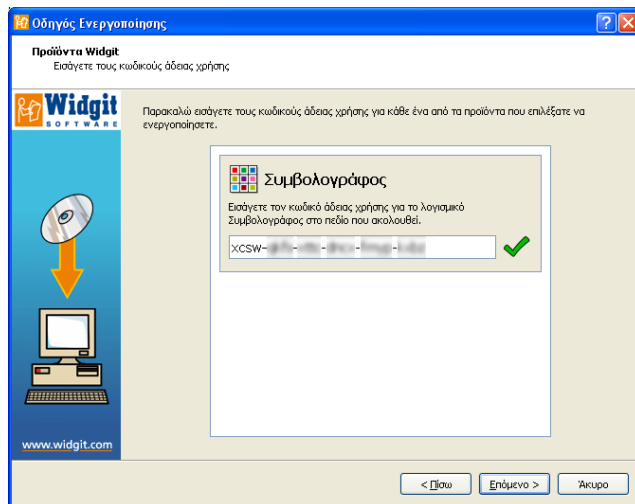 Οδηγός Ενεργοποίησης
Προϊόντα Widgit
Εισάγετε τους κωδικούς άδειας χρήσης
Widgit
SOFTWARE
Παρακαλώ εισάγετε τους κωδικούς άδειας χρήσης για κάθε ένα από τα προϊόντα που επιλέξατε να
ενεργοποίησετε.
Συμβολογράφος
Εισάγετε τον κωδικό άδειας χρήσης για το λογισμικό
Συμβολογράφος στο πεδίο που ακολουθεί.
xcsw-
www.widgit.com
< Πίσω
Επόμενο >
Άκυρο